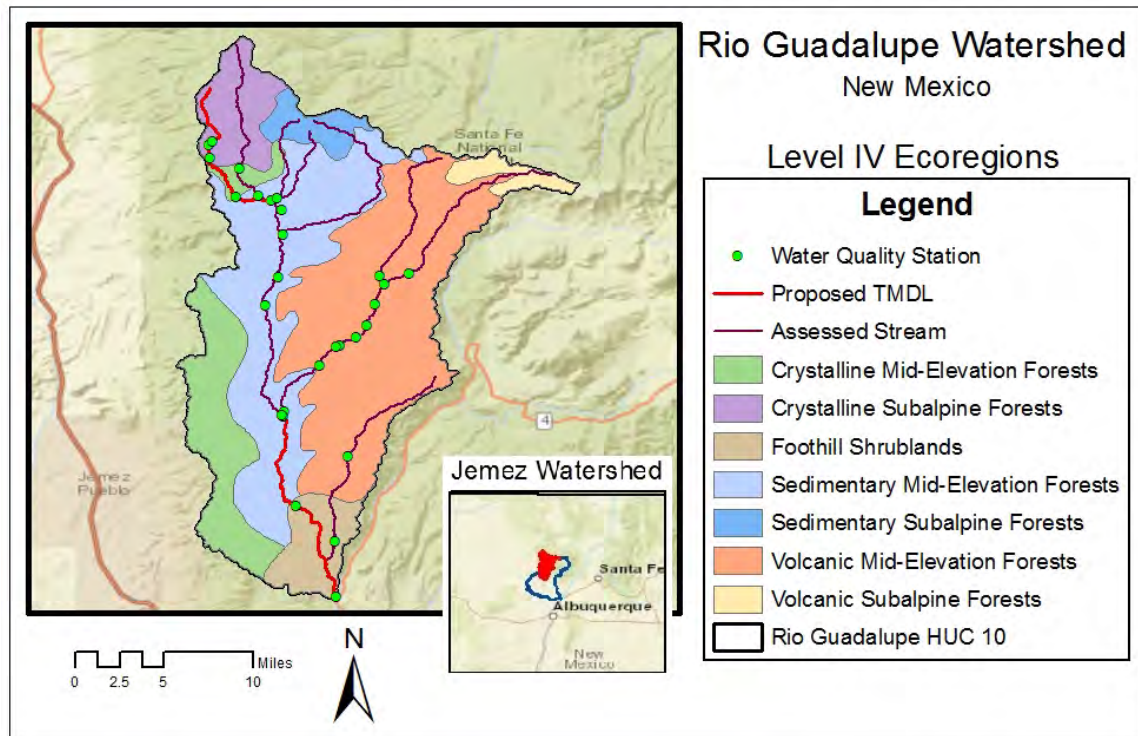 Rio Guadalupe Watershed
New Mexico
Level IV Ecoregions
Legend
Water Quality Station
Proposed TMDL
Assessed Stream
Crystalline Mid-Elevation Forests
Crystalline Subalpine Forests
Foothill Shrublands
Sedimentary Mid-Elevation Forests
Sedimentary Subalpine Forests
Volcanic Mid-Elevation Forests
Volcanic Subalpine Forests
Rio Guadalupe HUC 10
Santa Fe
National
4
Jemez
Pueblo
Jemez Watershed
Santa Fe
Albuquerque
New
Mexico
N
Miles
0 2.5 5 10